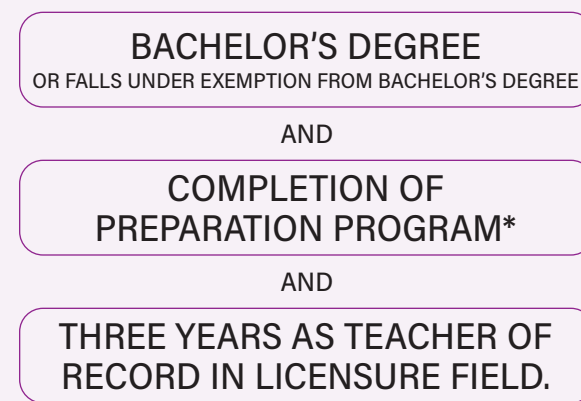 BACHELOR'S DEGREE
OR FALLS UNDER EXEMPTION FROM BACHELOR'S DEGREE
AND
COMPLETION OF
PREPARATION PROGRAM*
AND
THREE YEARS AS TEACHER OF
RECORD IN LICENSURE FIELD.